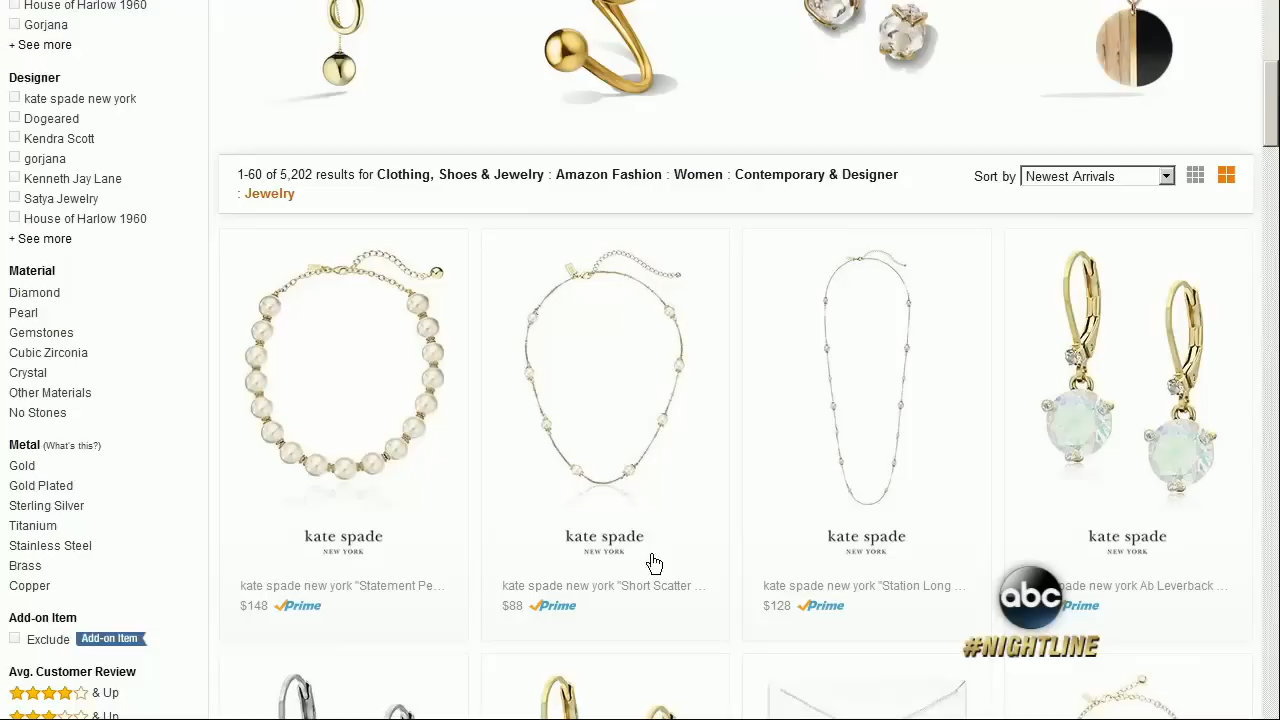 House of Harlow 1960
Gorjana
+ See more
Designer
kate spade new york
Dogeared
Kendra Scott
gorjana
Kenneth Jay Lane
Satya Jewelry
House of Harlow 1960
+ See more
Material
Diamond
Pearl
Gemstones
Cubic Zirconia
Crystal
Other Materials
No Stones
Metal (What's this?)
Gold
Gold Plated
Sterling Silver
Titanium
Stainless Steel
Brass
Copper
Add-on Item
Exclude Add-on Item
Avg. Customer Review
& Up
& Up
1-60 of 5,202 results for Clothing, Shoes & Jewelry : Amazon Fashion : Women : Contemporary & Designer
: Jewelry
Sort by Newest Arrivals
kate spade
NEW YORK
kate spade new york "Statement Pe...
$148 Prime
kate spade
NEW YORK
kate spade new york "Short Scatter ...
$88 Prime
kate spade
NEW YORK
kate spade new york "Station Long ...
$128 Prime
kate spade
NEW YORK
spade new york Ab Leverback ...
Prime
abc
#NIGHTLINE